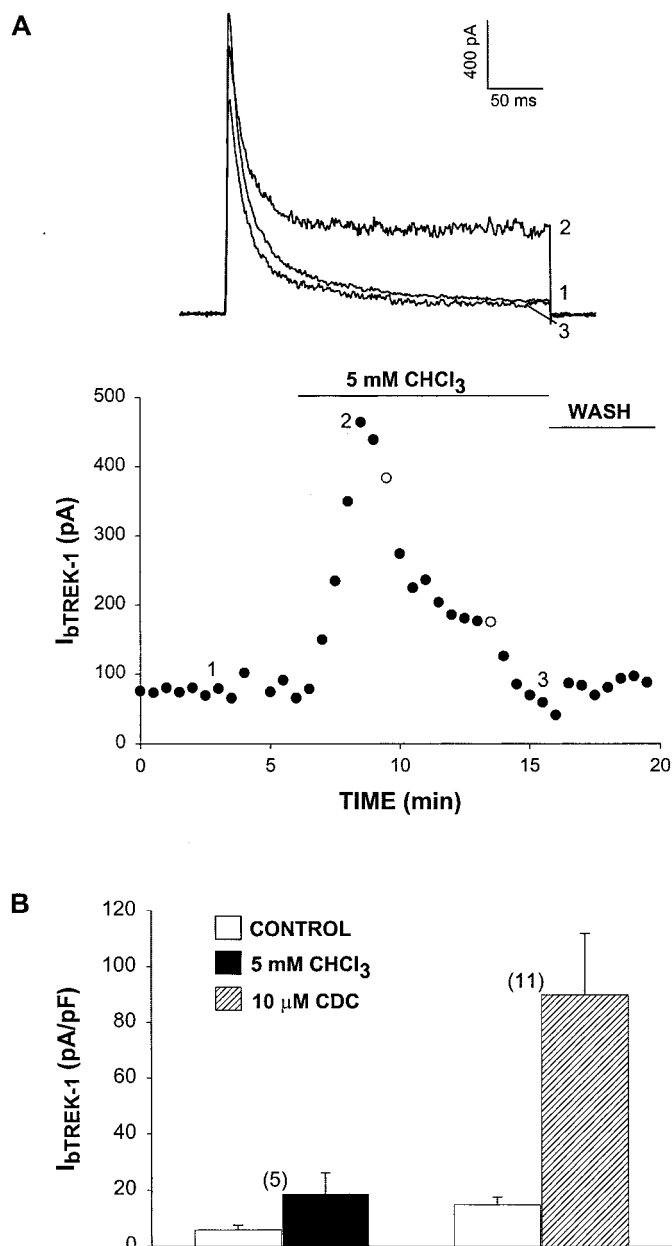 A
400 pA
50 ms
2
1
3
5 mM CHCl3
WASH
500
400
300
200
100
0
IbTREK-1 (pA)
2
1
3
0
5
10
15
20
TIME (min)
B
120
100
80
60
40
20
0
IbTREK-1 (pA/pF)
CONTROL
5 mM CHCl3
10 μM CDC
(5)
(11)